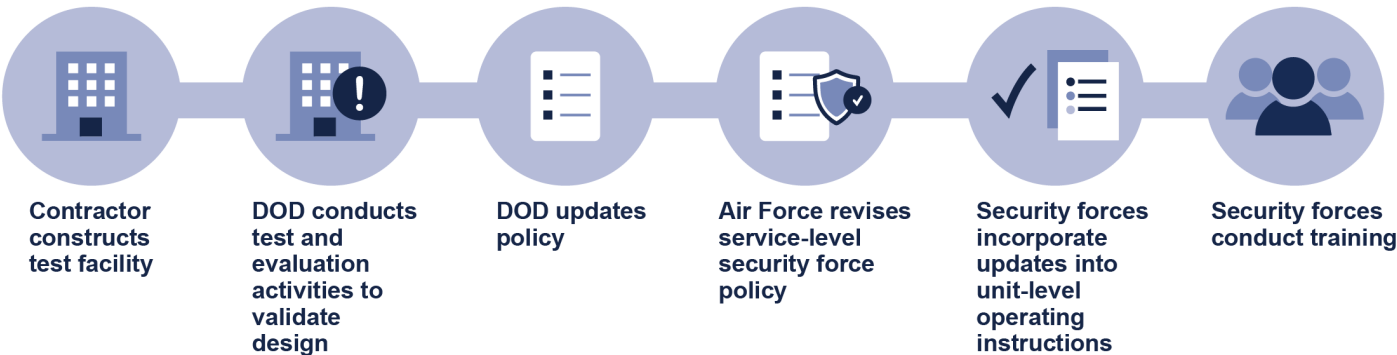 Contractor
constructs
test facility
DOD conducts
test and
evaluation
activities to
validate
design
DOD updates
policy
Air Force revises
service-level
security force
policy
Security forces
incorporate
updates into
unit-level
operating
instructions
Security forces
conduct training